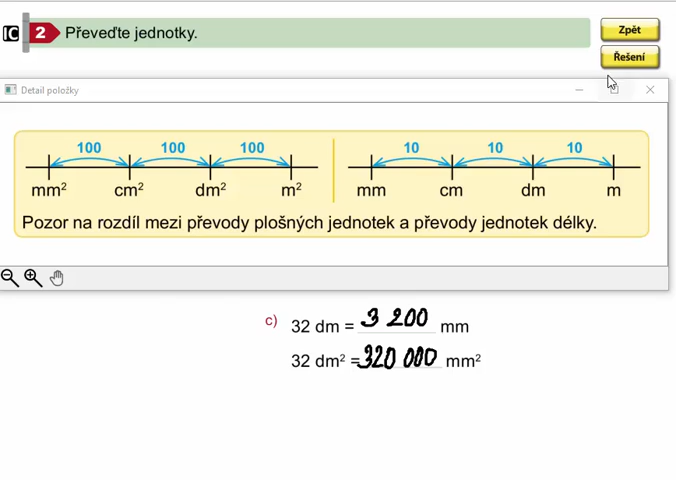 IC 2 Převeďte jednotky.
Zpět
Řešení
Detail položky
100 100 100
mm² cm² dm² m²
10 10 10
mm cm dm m
Pozor na rozdíl mezi převody plošných jednotek a převody jednotek délky.
c) 32 dm = 3 200 mm
32 dm² = 320 000 mm²